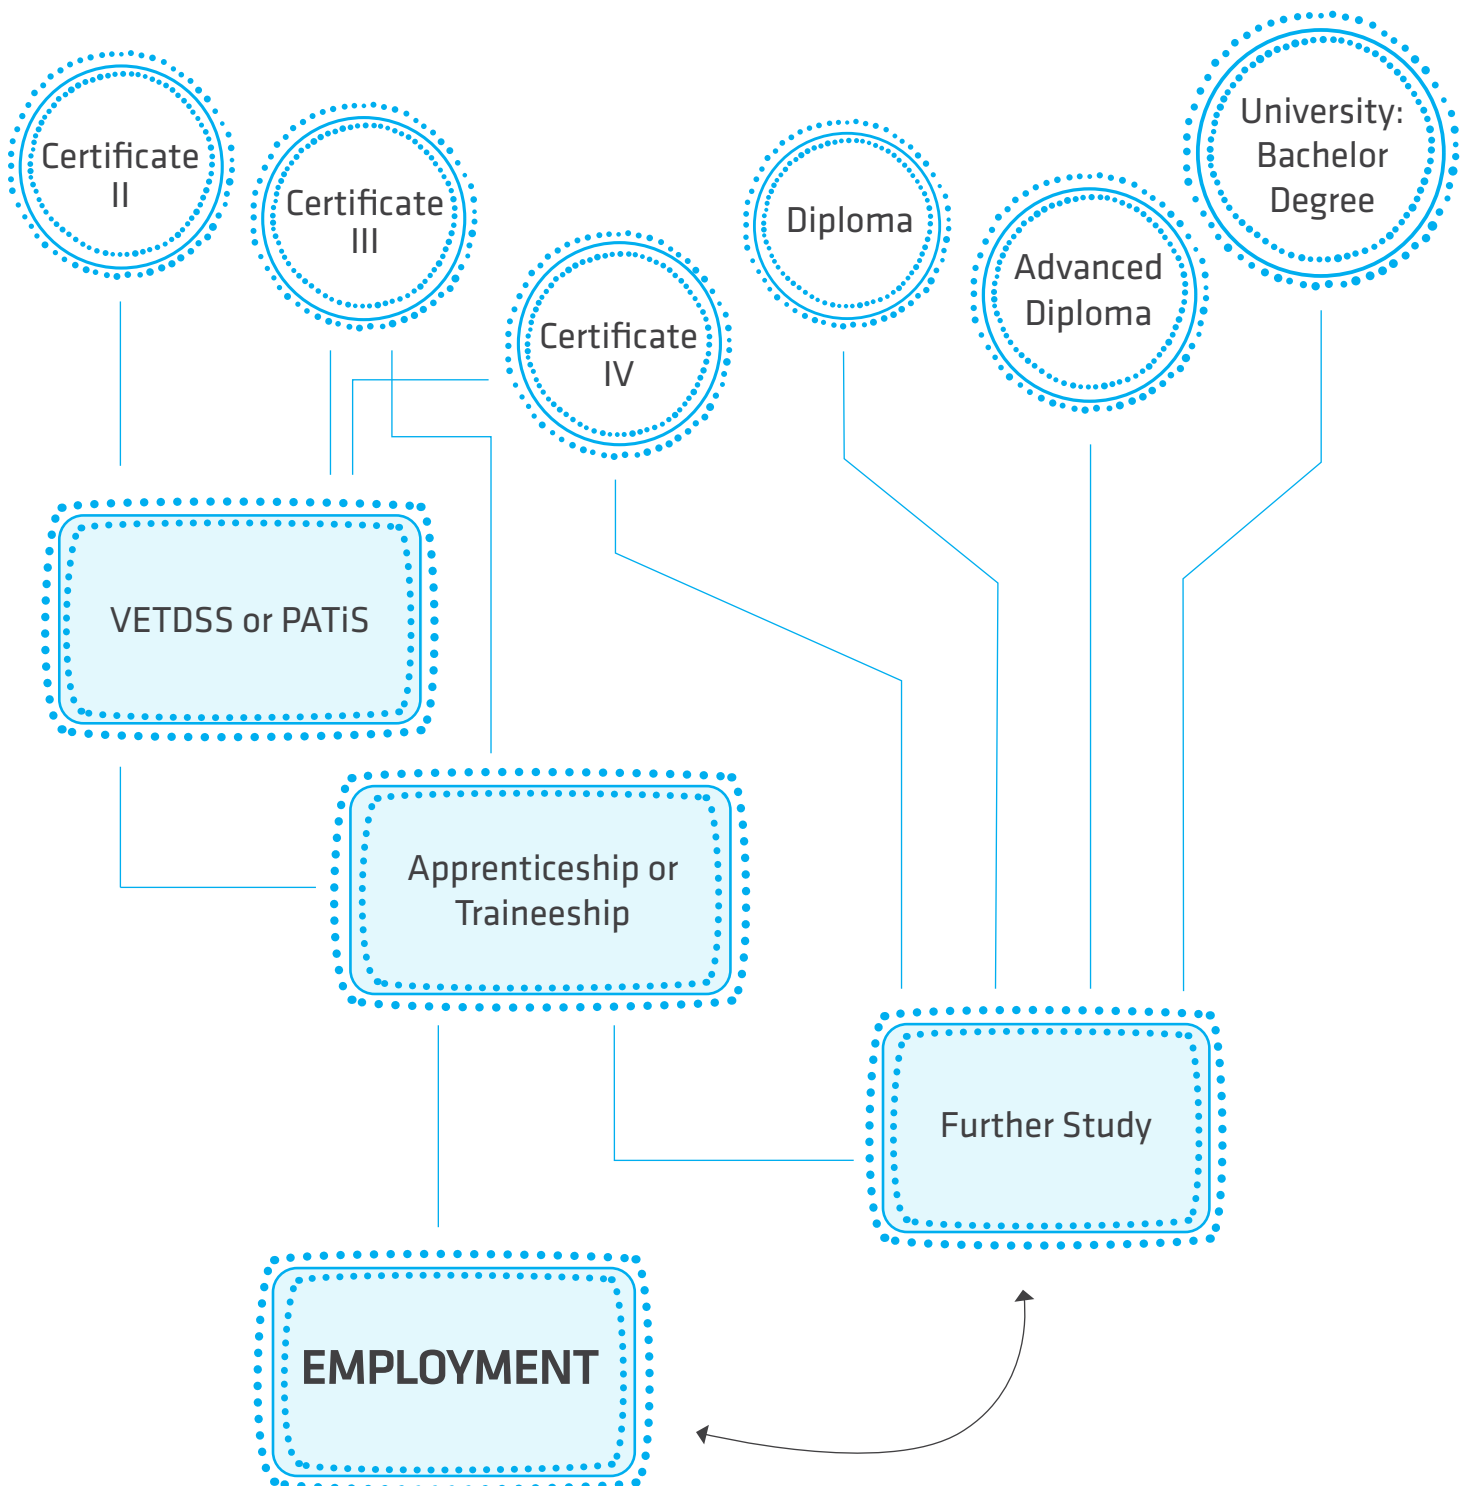 Certificate
II
Certificate
III
Certificate
IV
Diploma
Advanced
Diploma
University:
Bachelor
Degree
VETDSS or PATiS
Apprenticeship or
Traineeship
Further Study
EMPLOYMENT